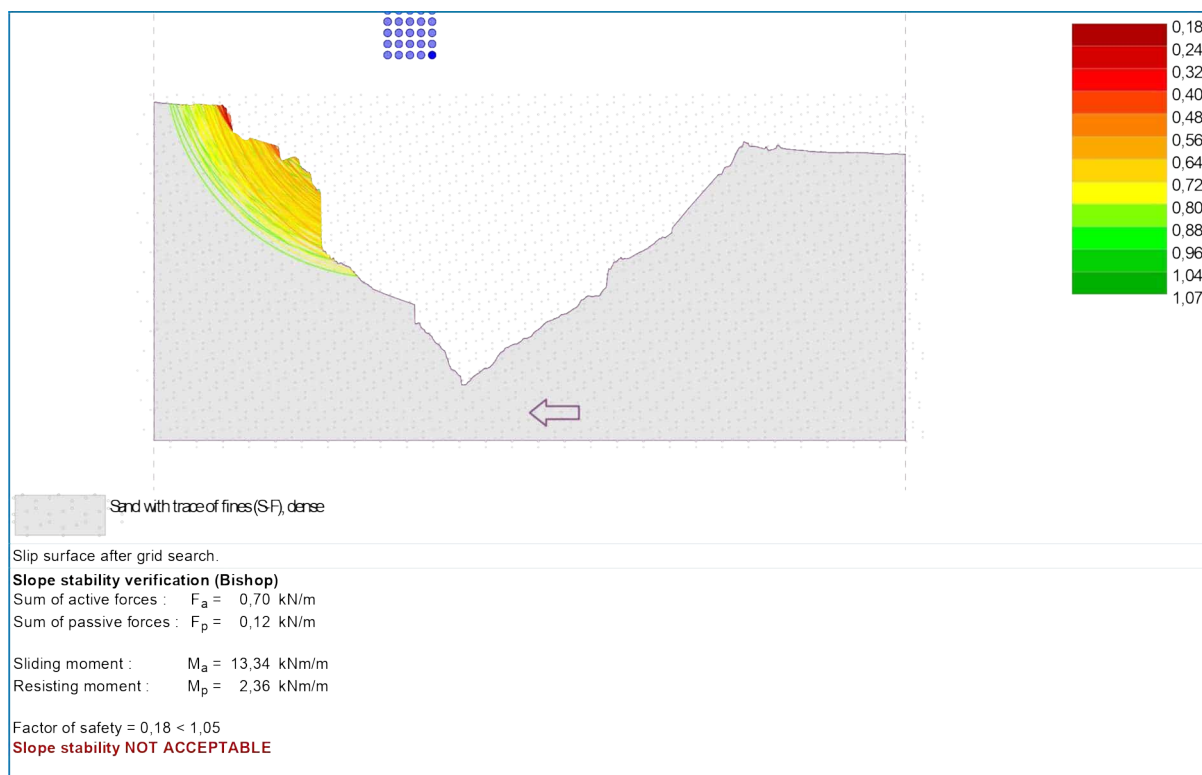 0,18
0,24
0,32
0,40
0,48
0,56
0,64
0,72
0,80
0,88
0,96
1,04
1,07
Sand with trace of fines (S-F), dense
Slip surface after grid search.
Slope stability verification (Bishop)
Sum of active forces : Fa = 0,70 kN/m
Sum of passive forces : Fp = 0,12 kN/m
Sliding moment : Ma = 13,34 kNm/m
Resisting moment : Mp = 2,36 kNm/m
Factor of safety = 0,18 < 1,05
Slope stability NOT ACCEPTABLE